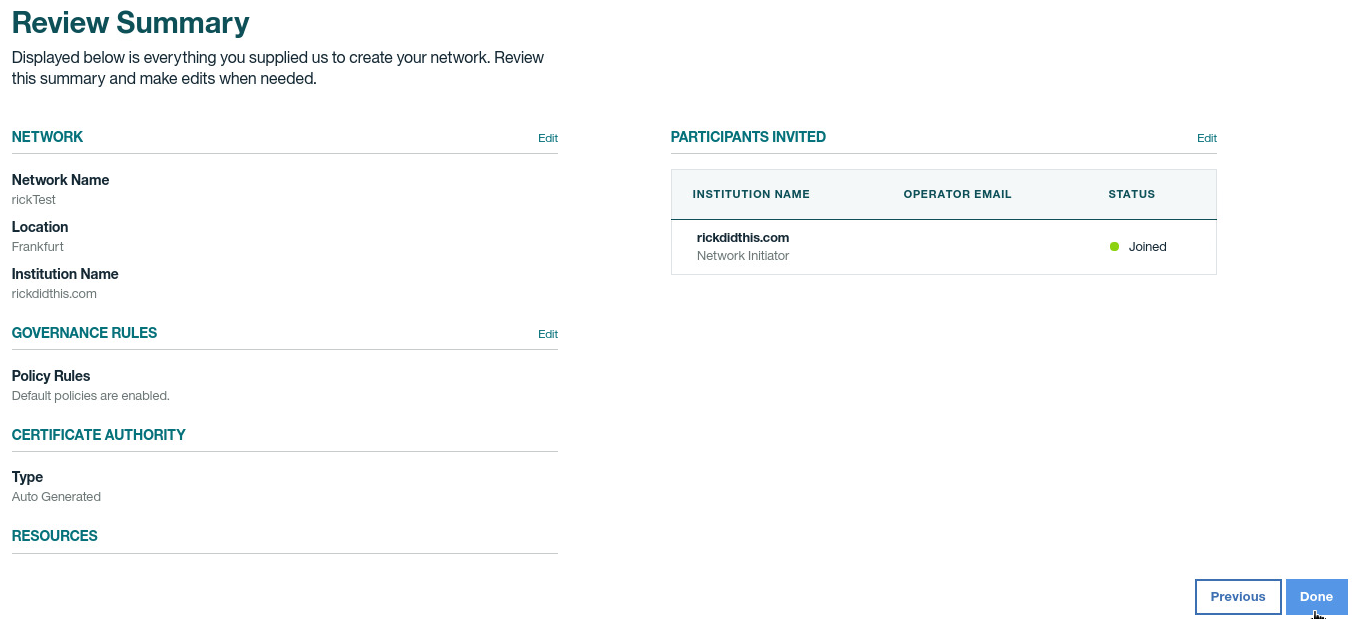 Review Summary
Displayed below is everything you supplied us to create your network. Review
this summary and make edits when needed.
NETWORK Edit
Network Name
rickTest
Location
Frankfurt
Institution Name
rickdidthis.com
GOVERNANCE RULES Edit
Policy Rules
Default policies are enabled.
CERTIFICATE AUTHORITY
Type
Auto Generated
RESOURCES
PARTICIPANTS INVITED Edit
INSTITUTION NAME OPERATOR EMAIL STATUS
rickdidthis.com
Network Initiator
Joined
Previous Done